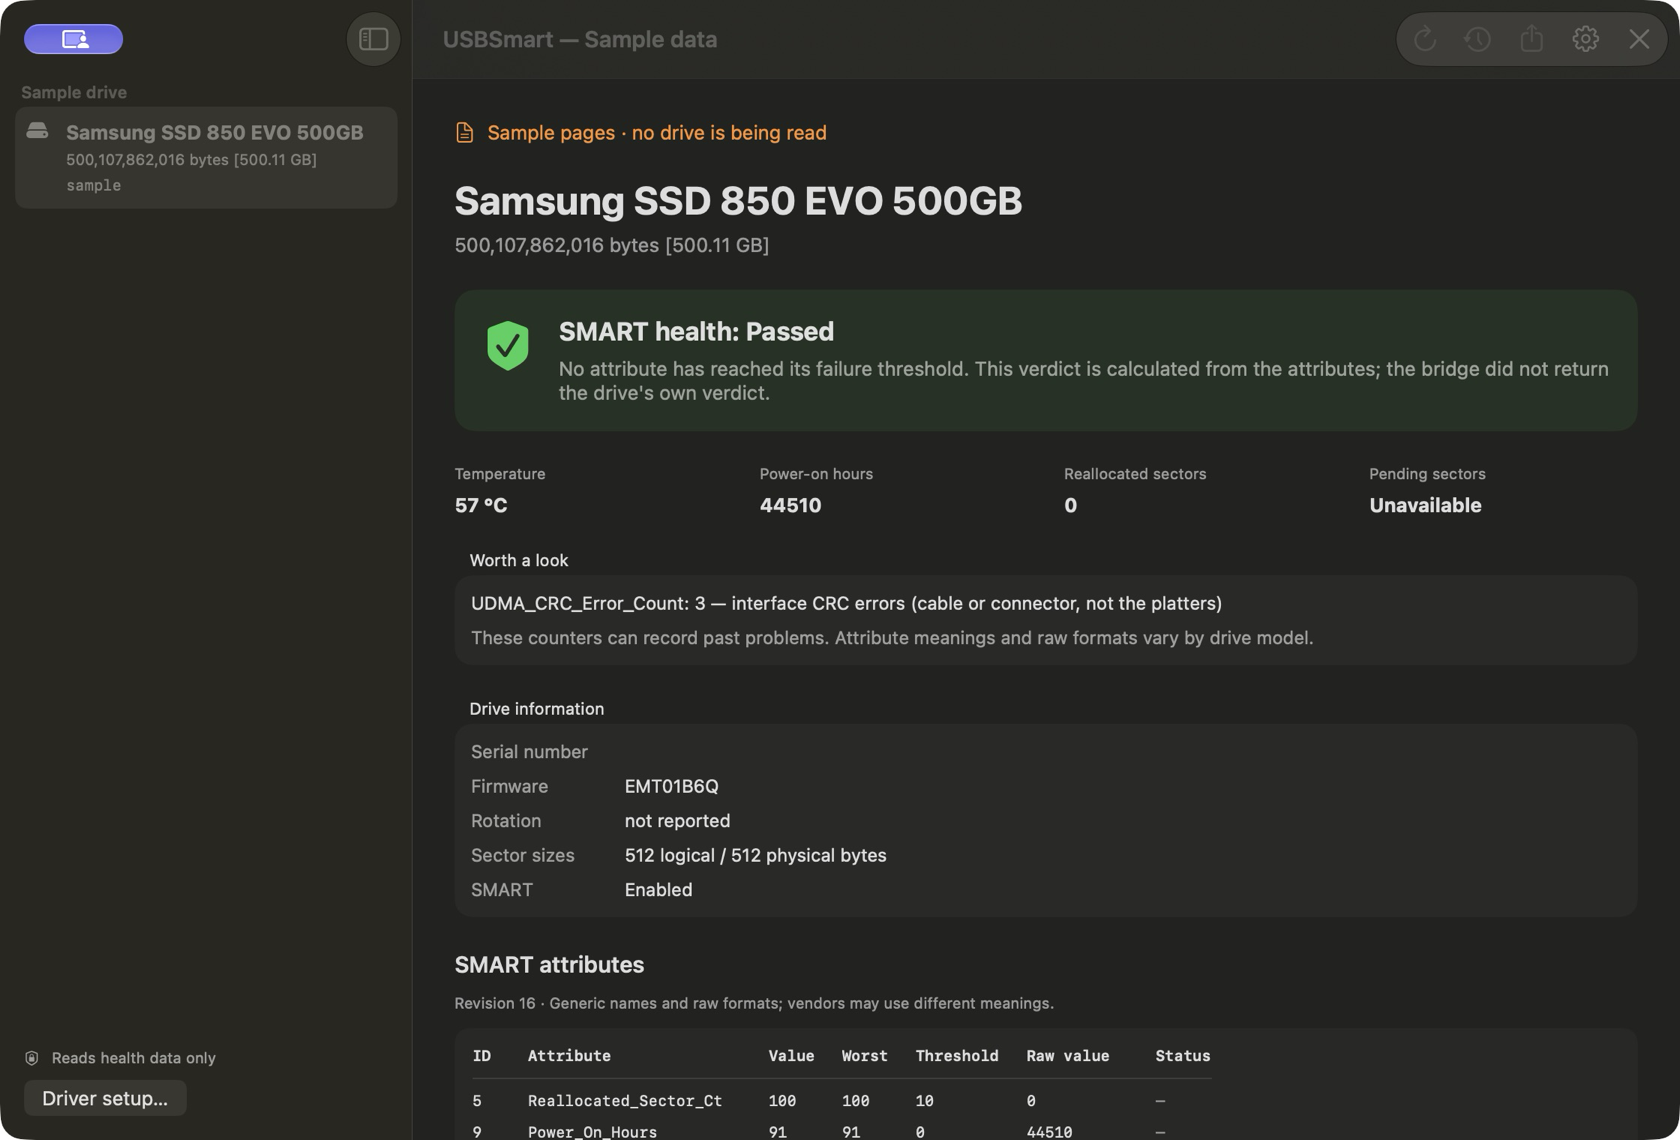 USBSmart — Sample data
Sample drive
Samsung SSD 850 EVO 500GB
500,107,862,016 bytes [500.11 GB]
sample
Sample pages · no drive is being read
Samsung SSD 850 EVO 500GB
500,107,862,016 bytes [500.11 GB]
SMART health: Passed
No attribute has reached its failure threshold. This verdict is calculated from the attributes; the bridge did not return
the drive's own verdict.
Temperature Power-on hours Reallocated sectors Pending sectors
57 °C 44510 0 Unavailable
Worth a look
UDMA_CRC_Error_Count: 3 — interface CRC errors (cable or connector, not the platters)
These counters can record past problems. Attribute meanings and raw formats vary by drive model.
Drive information
Serial number
Firmware EMT01B6Q
Rotation not reported
Sector sizes 512 logical / 512 physical bytes
SMART Enabled
SMART attributes
Revision 16 · Generic names and raw formats; vendors may use different meanings.
ID Attribute Value Worst Threshold Raw value Status
5 Reallocated_Sector_Ct 100 100 10 0 —
9 Power_On_Hours 91 91 0 44510 —
Reads health data only
Driver setup...